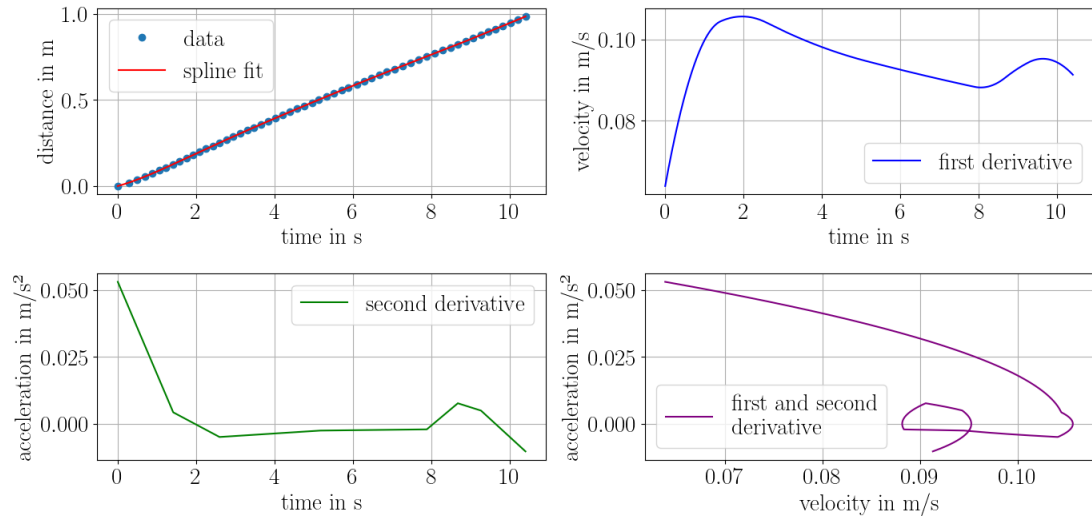 1.0
0.5
0.0
distance in m
data
spline fit
0 2 4 6 8 10
time in s
0.10
0.08
velocity in m/s
first derivative
0 2 4 6 8 10
time in s
0.050
0.025
0.000
acceleration in m/s²
second derivative
0 2 4 6 8 10
time in s
0.050
0.025
0.000
acceleration in m/s²
first and second
derivative
0.07 0.08 0.09 0.10
velocity in m/s